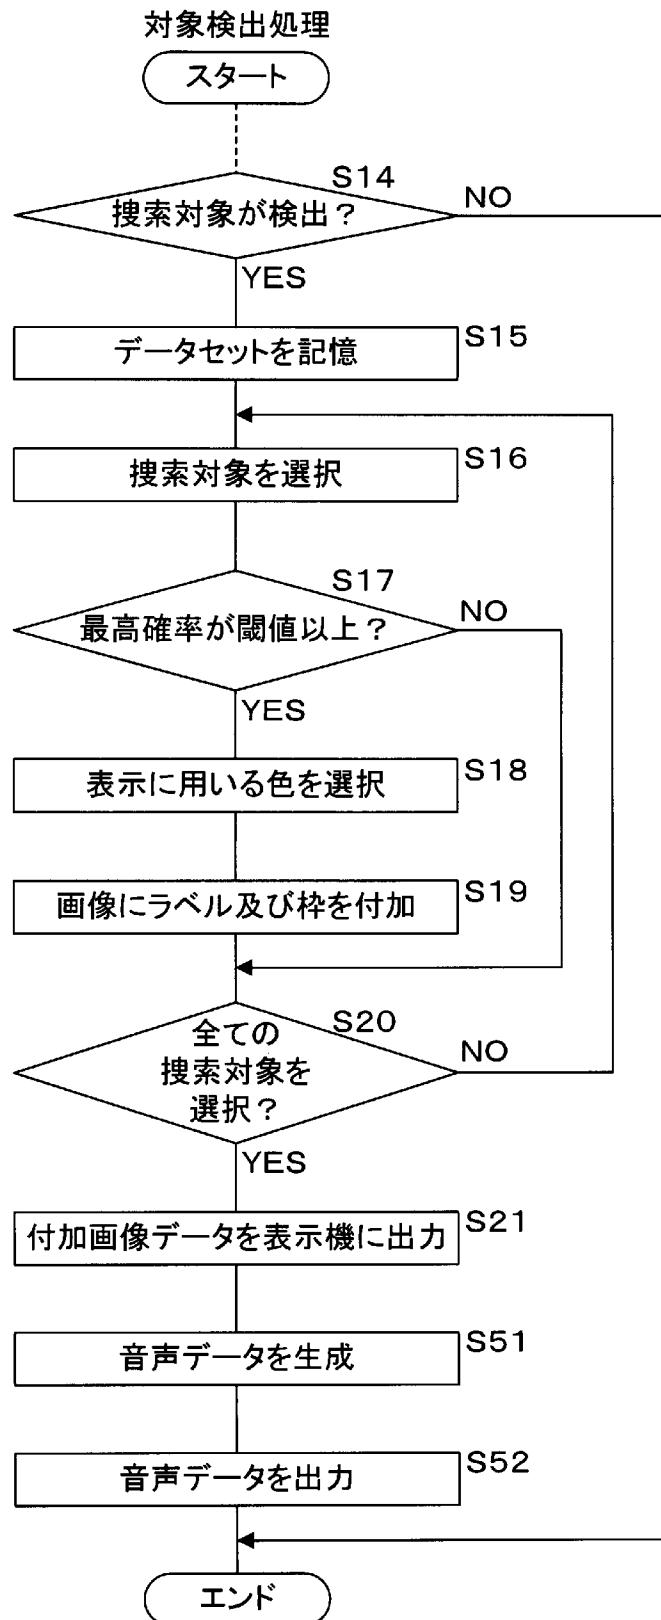 対象検出処理
スタート
S14
捜索対象が検出?
NO
YES
データセットを記憶
S15
捜索対象を選択
S16
S17
最高確率が閾値以上?
NO
YES
表示に用いる色を選択
S18
画像にラベル及び枠を付加
S19
S20
全ての
捜索対象を
選択?
NO
YES
付加画像データを表示機に出力
S21
音声データを生成
S51
音声データを出力
S52
エンド